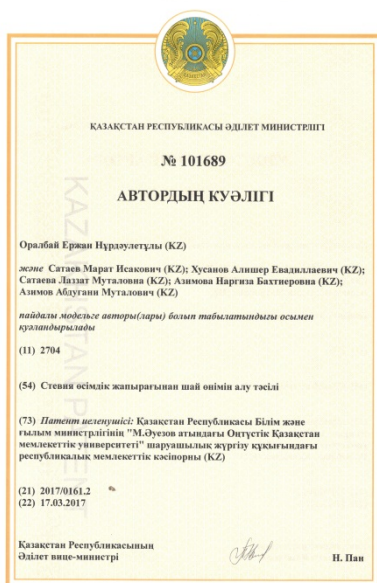 ҚАЗАҚСТАН РЕСПУБЛИКАСЫ ӘДІЛЕТ МИНИСТРЛІГІ
№ 101689
АВТОРДЫҢ КУӘЛІГІ
Оралбай Ержан Нұрдәулетұлы (KZ)
және Сатаев Марат Исакович (KZ); Хусанов Алишер Евадиллаевич (KZ);
Сатаева Лаззат Муталовна (KZ); Азимова Наргиза Бахтиеровна (KZ);
Азимов Абдугани Муталович (KZ)
пайдалы модельге авторы(лары) болып табылатындығы осымен
куәландырылады
(11) 2704
(54) Стевия өсімдік жапырағынан шай өнімін алу тәсілі
(73) Патент иеленушісі: Қазақстан Республикасы Білім және
ғылым министрлігінің "М.Әуезов атындағы Оңтүстік Қазақстан
мемлекеттік университеті" шаруашылық жүргізу құқығындағы
республикалық мемлекеттік кәсіпорны (KZ)
(21) 2017/0161.2
(22) 17.03.2017
Қазақстан Республикасының
Әділет вице-министрі
Н. Пан
KAZAKHSTAN PATENT